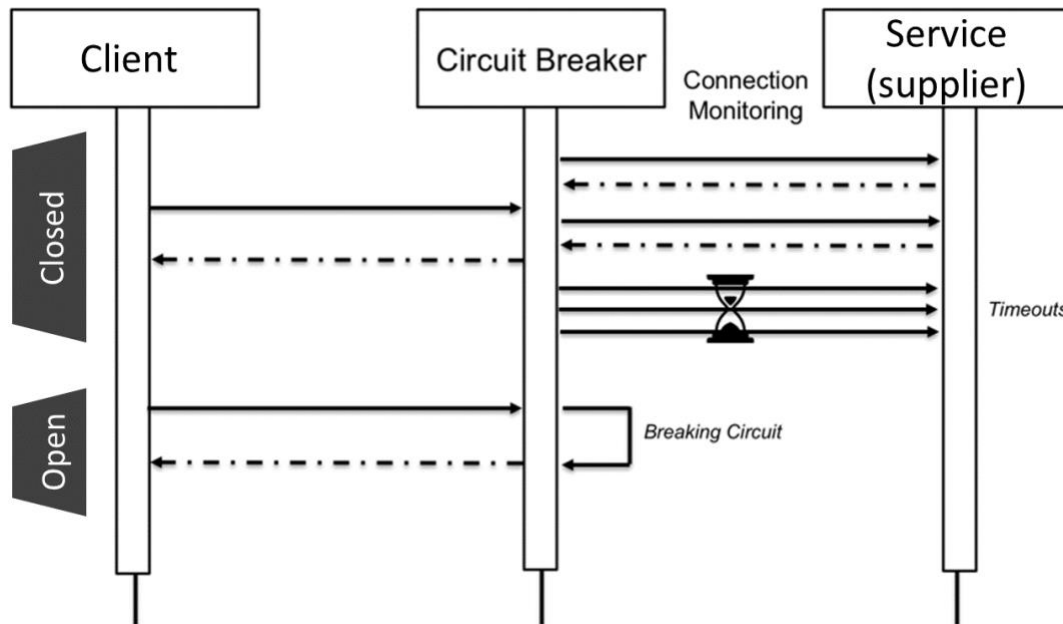 Client
Circuit Breaker
Service
(supplier)
Connection
Monitoring
Closed
Timeouts
Open
Breaking Circuit